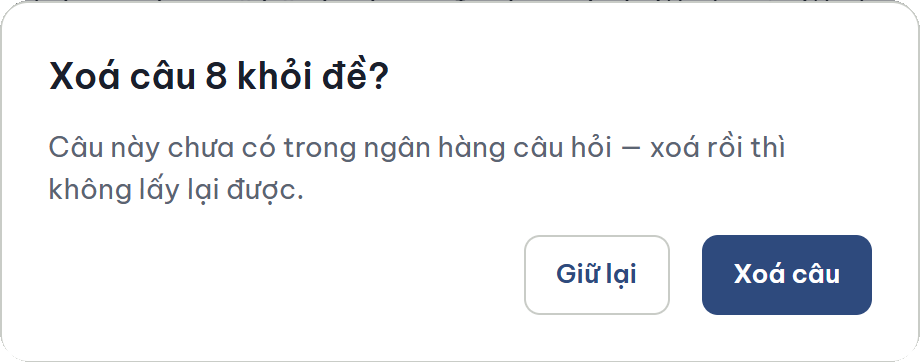 Xoá câu 8 khỏi đề?
Câu này chưa có trong ngân hàng câu hỏi — xoá rồi thì
không lấy lại được.
Giữ lại
Xoá câu